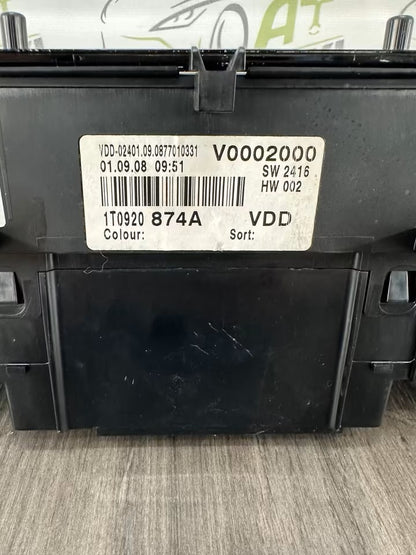 AT
VDD-02401.09.0877010331 V0002000
01.09.08 09:51 SW 2416
HW 002
1T0920 874A VDD
Colour: Sort: